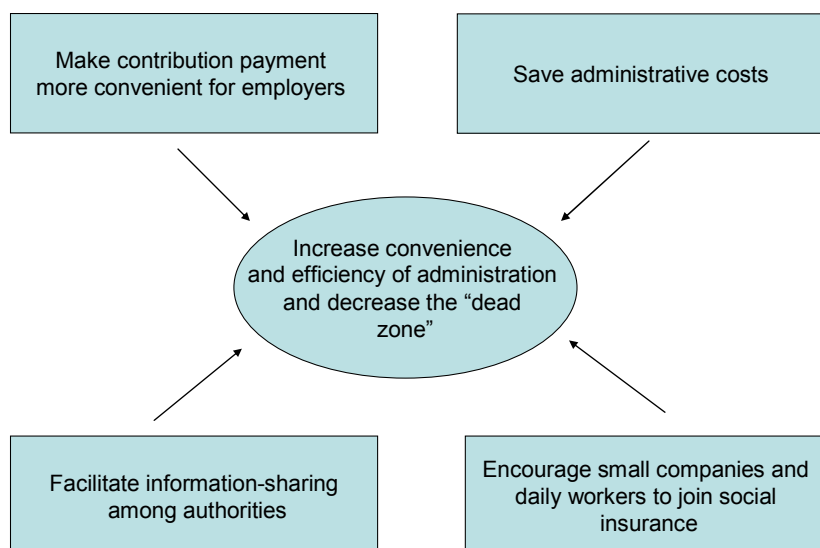 Make contribution payment
more convenient for employers
Save administrative costs
Increase convenience
and efficiency of administration
and decrease the “dead
zone”
Facilitate information-sharing
among authorities
Encourage small companies and
daily workers to join social
insurance